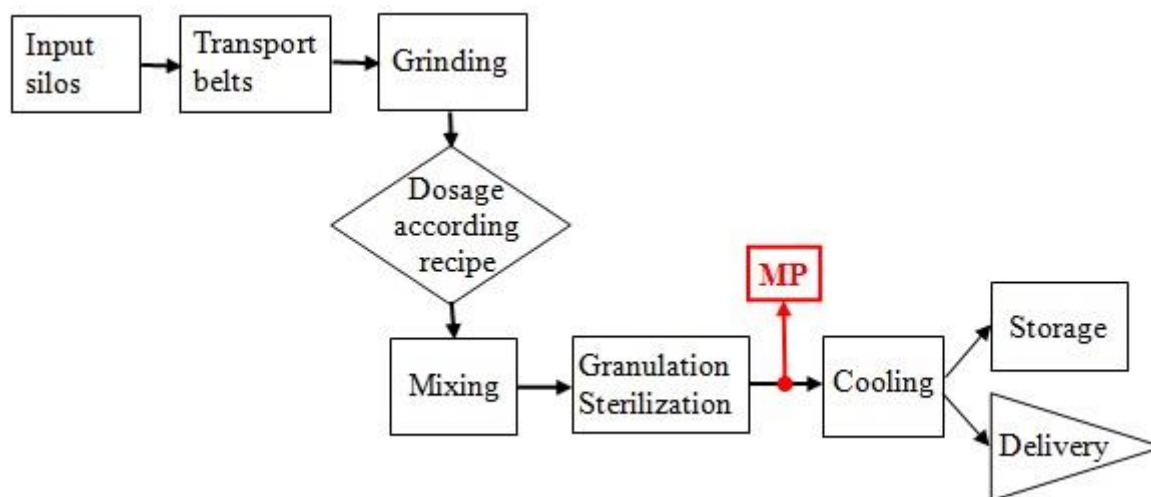 Input
silos
Transport
belts
Grinding
Dosage
according
recipe
MP
Mixing
Granulation
Sterilization
Cooling
Storage
Delivery